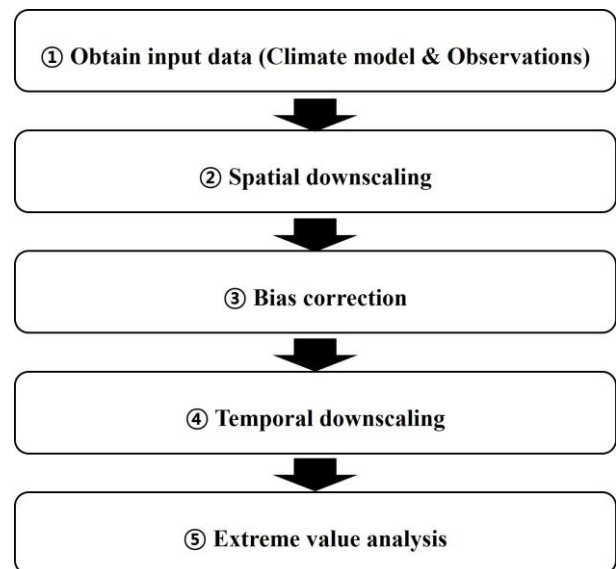 ① Obtain input data (Climate model & Observations)
② Spatial downscaling
③ Bias correction
④ Temporal downscaling
⑤ Extreme value analysis